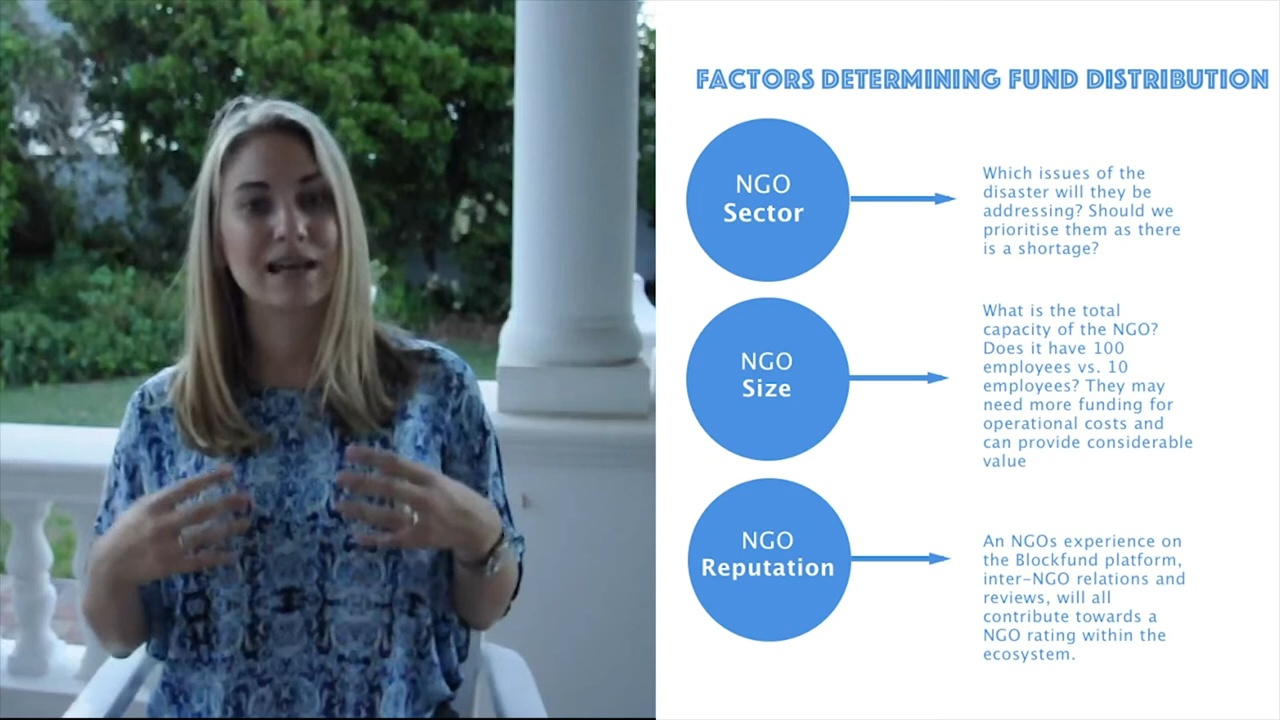 FACTORS DETERMINING FUND DISTRIBUTION
NGO
Sector
Which issues of the
disaster will they be
addressing? Should we
prioritise them as there
is a shortage?
NGO
Size
What is the total
capacity of the NGO?
Does it have 100
employees vs. 10
employees? They may
need more funding for
operational costs and
can provide considerable
value
NGO
Reputation
An NGOs experience on
the Blockfund platform,
inter-NGO relations and
reviews, will all
contribute towards a
NGO rating within the
ecosystem.